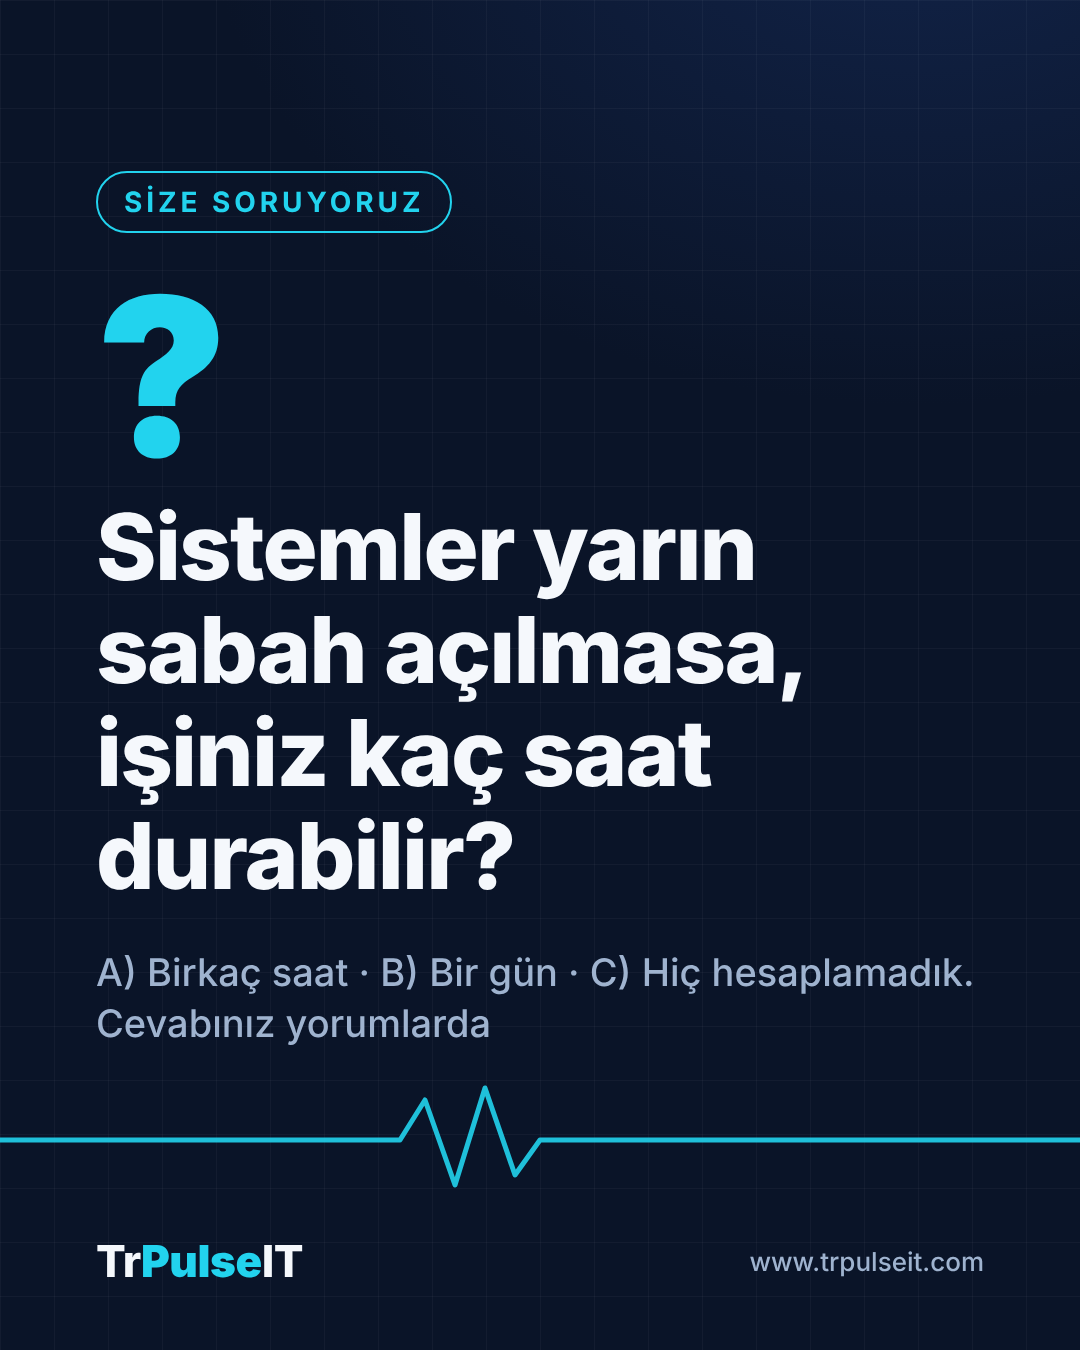 SİZE SORUYORUZ
?
Sistemler yarın
sabah açılmasa,
işiniz kaç saat
durabilir?
A) Birkaç saat · B) Bir gün · C) Hiç hesaplamadık.
Cevabınız yorumlarda
TrPulseIT
www.trpulseit.com